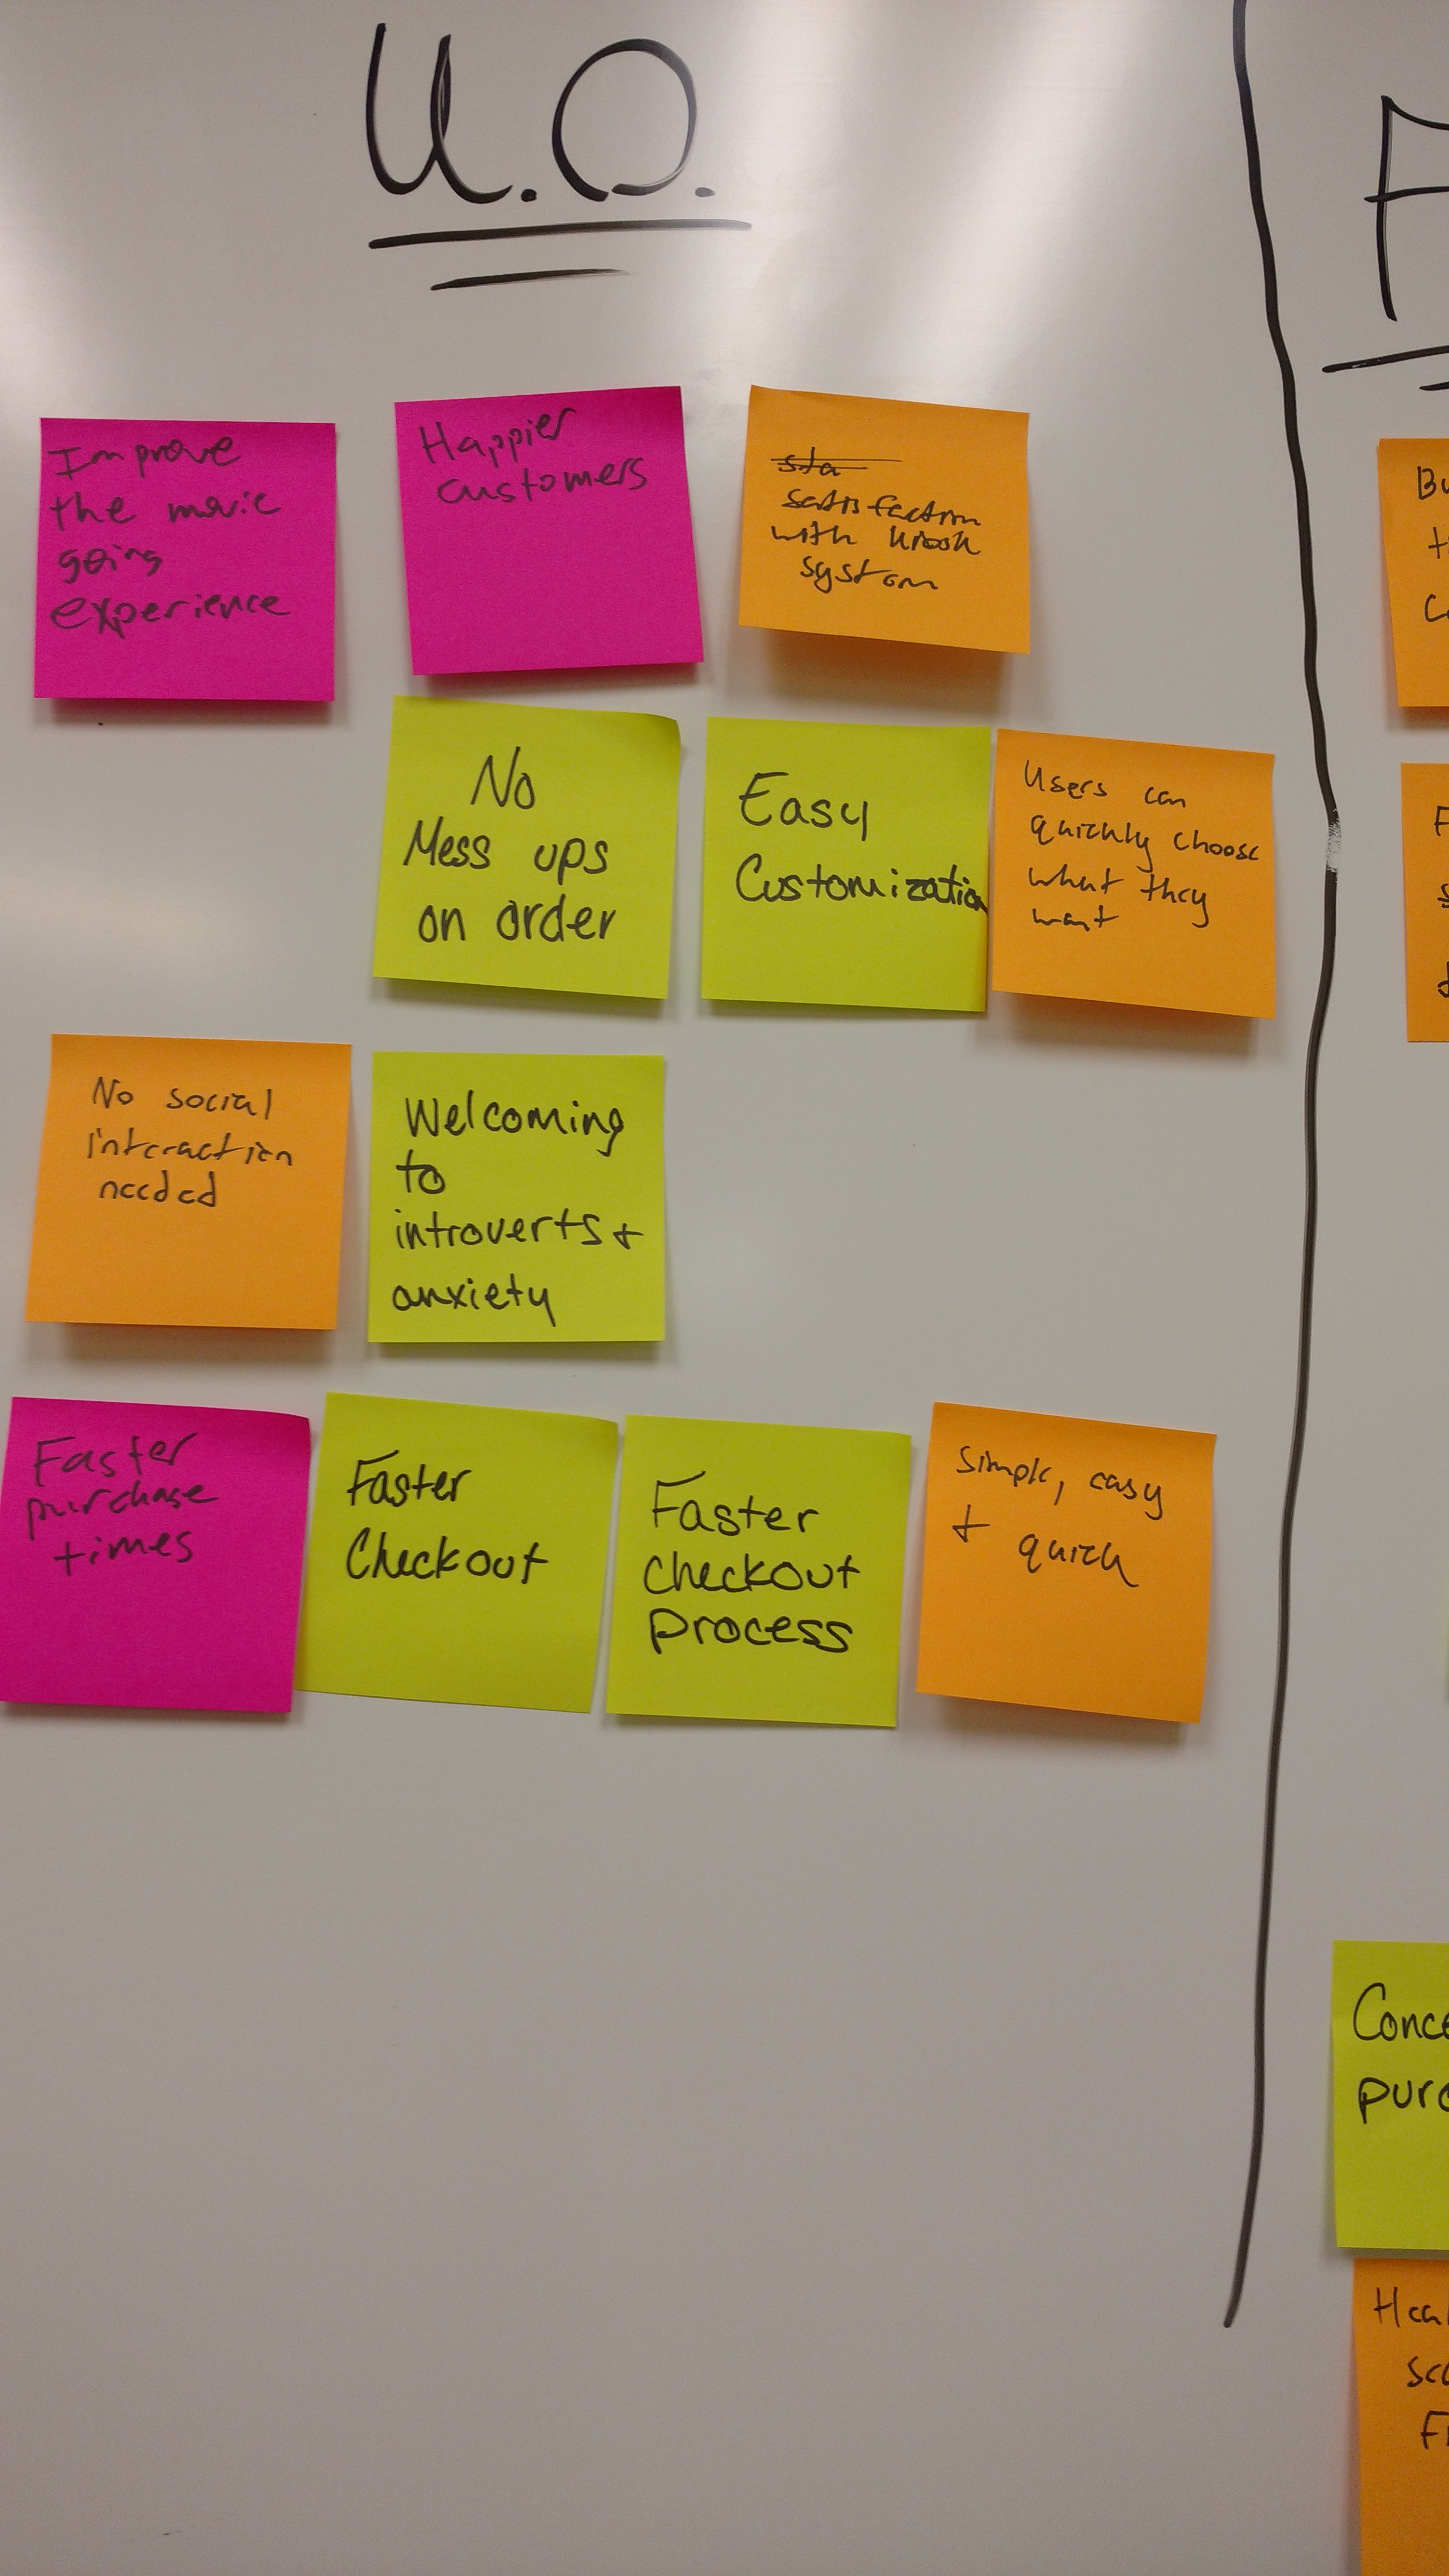 U.O.
Improve
the movie
going
experience
Happier
customers
sta
satisfaction
with kiosk
system
No
Mess ups
on order
Easy
Customization
Users can
quickly choose
what they
want
No social
interaction
needed
Welcoming
to
introverts +
anxiety
Faster
purchase
times
Faster
Checkout
Faster
checkout
process
Simple, easy
+ quick
F
Bu
t
C
F
s
Conce
purc
Hea
sca